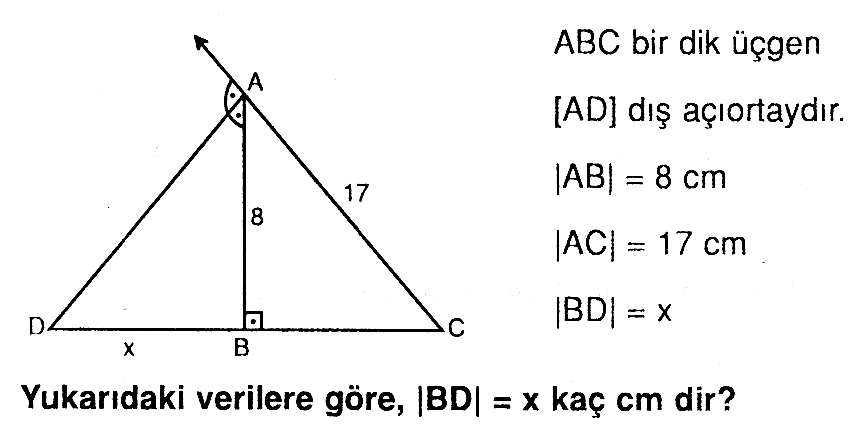 ABC bir dik üçgen
[AD] dış açıortaydır.
|AB| = 8 cm
|AC| = 17 cm
|BD| = x
A
17
8
D
x
B
C
Yukarıdaki verilere göre, |BD| = x kaç cm dir?